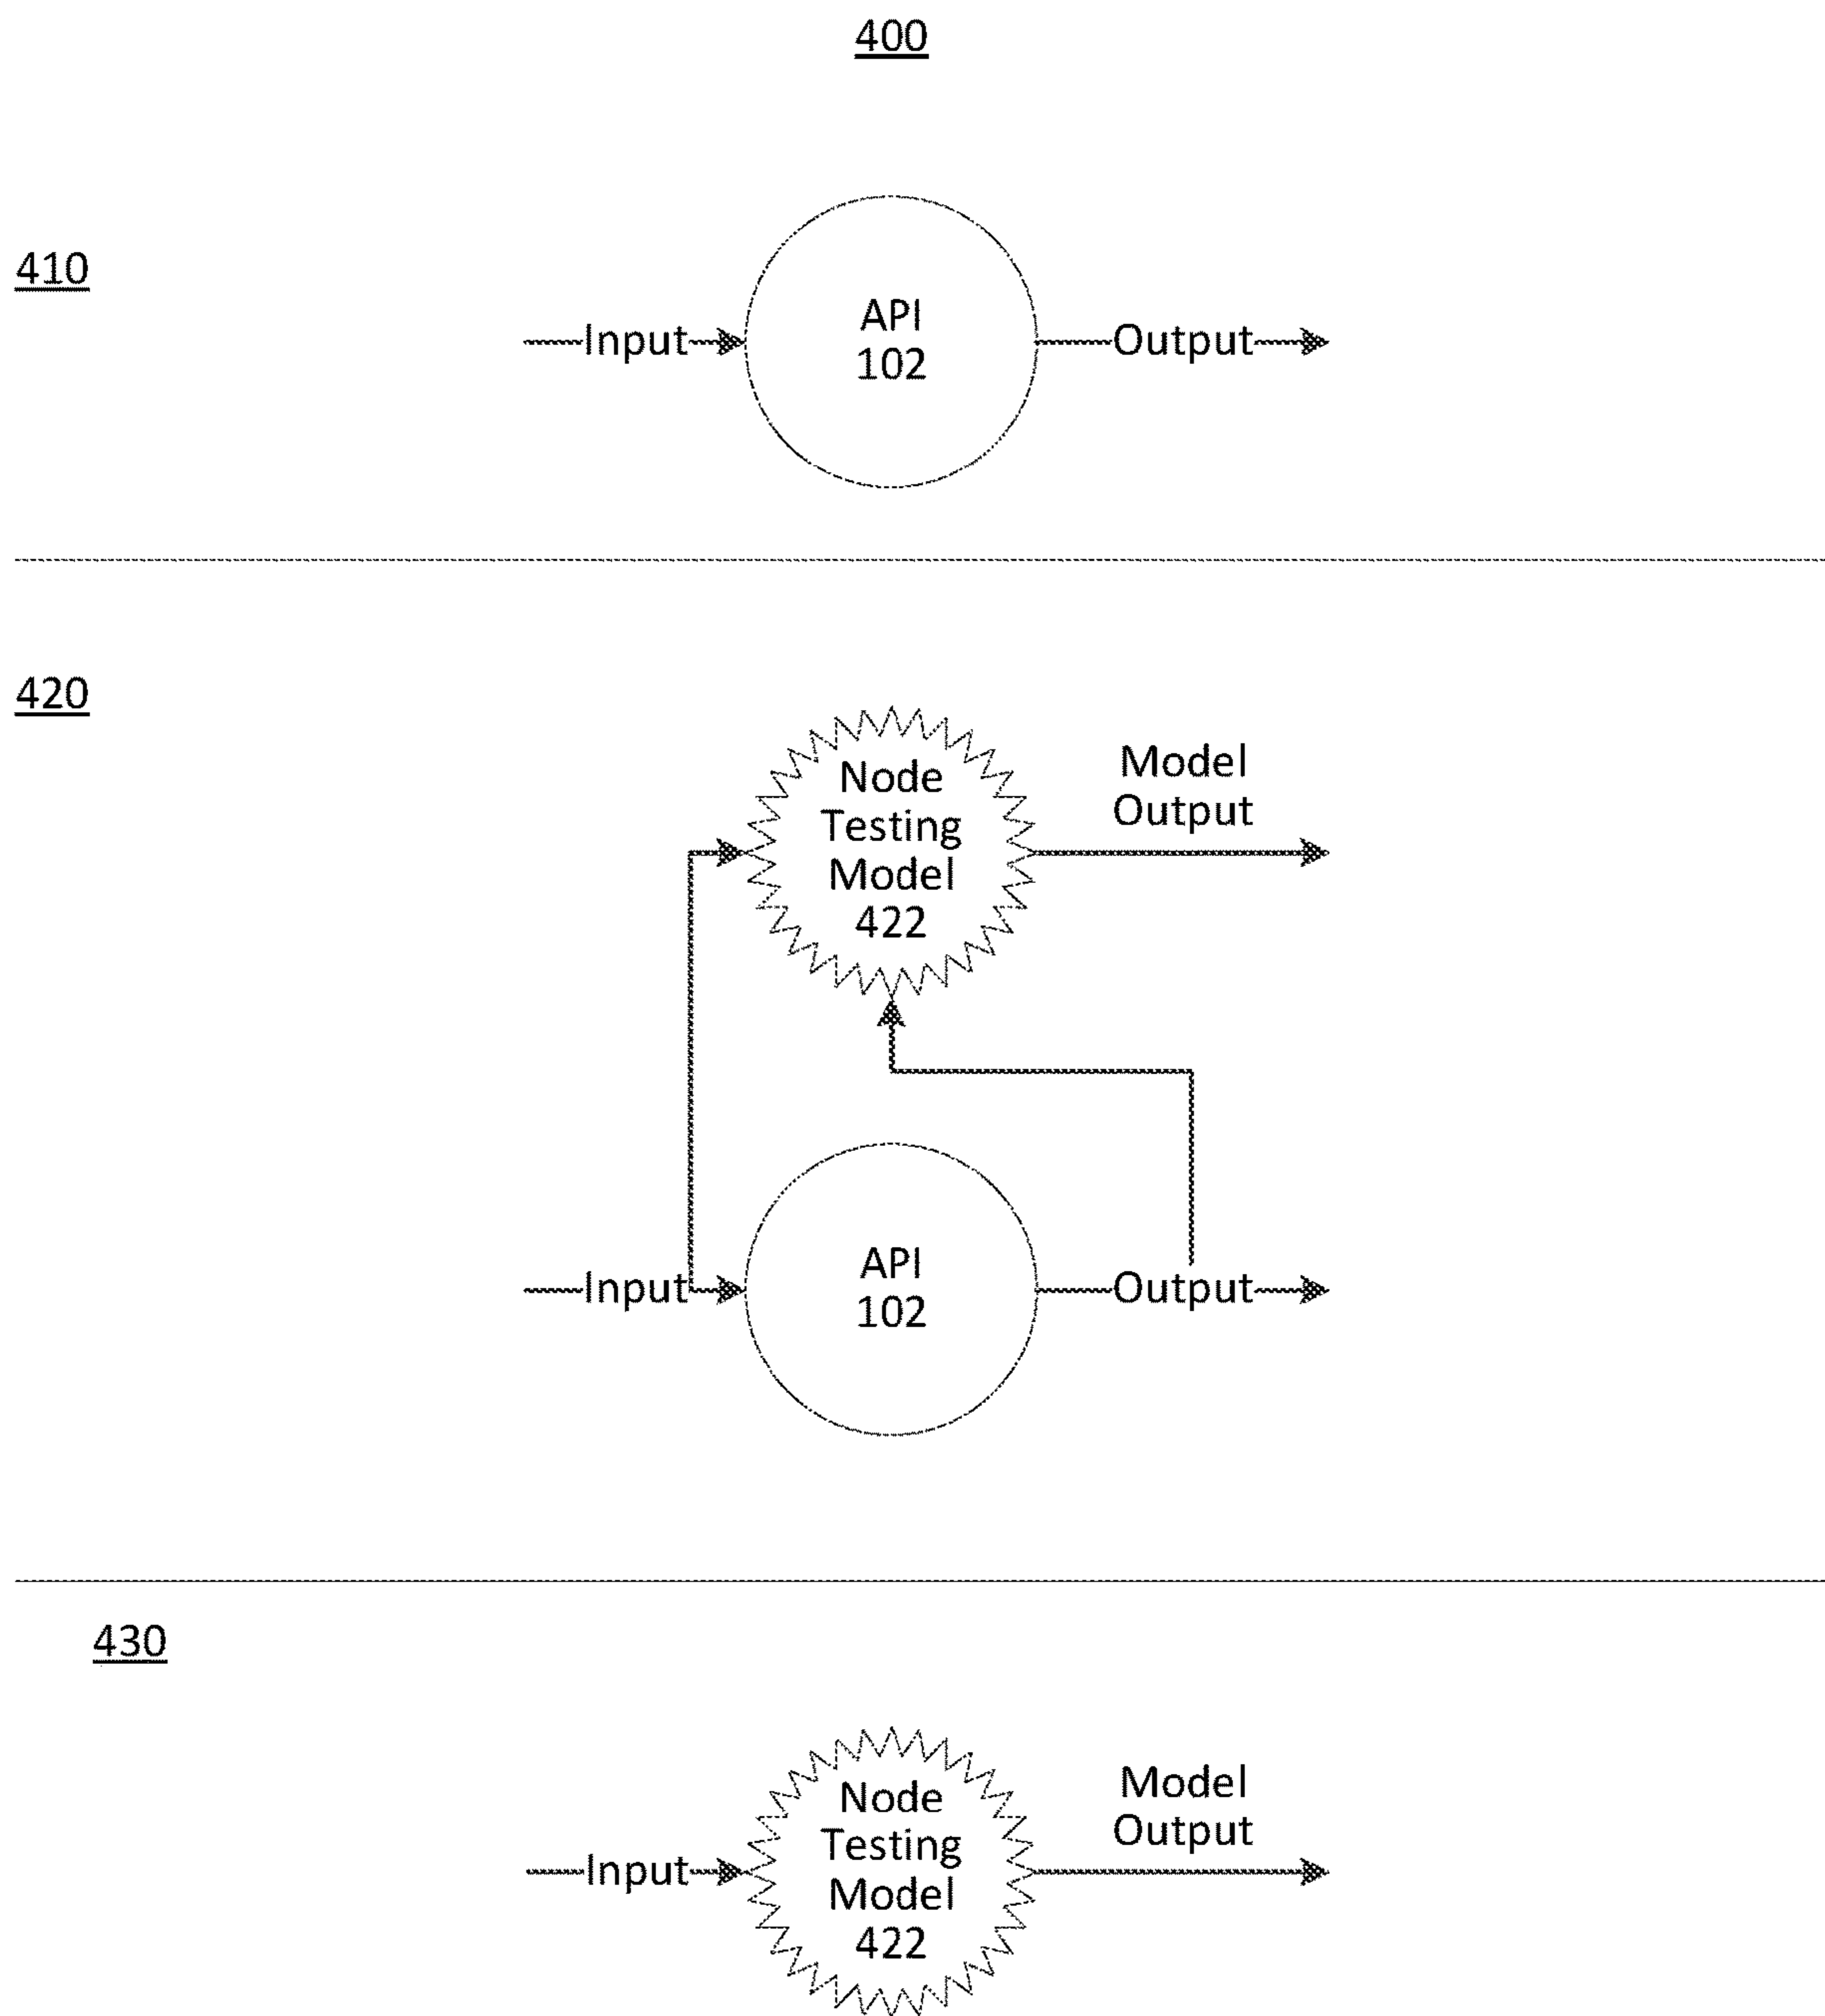 400
410
Input
API
102
Output
420
Node
Testing
Model
422
Model
Output
Input
API
102
Output
430
Node
Testing
Model
422
Input
Model
Output